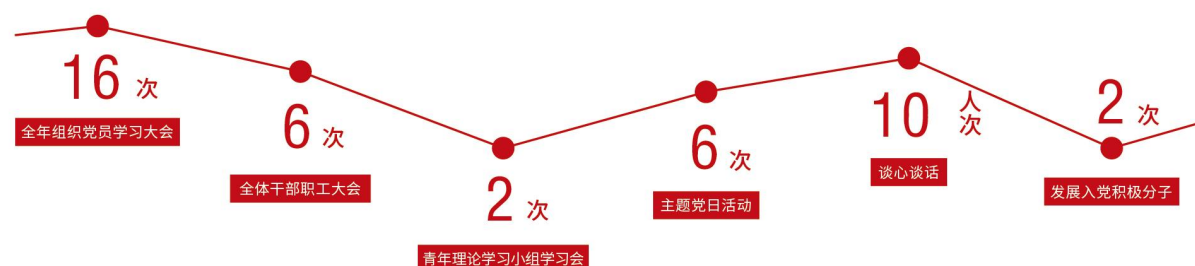 16 次
全年组织党员学习大会
6 次
全体干部职工大会
2 次
青年理论学习小组学习会
6 次
主题党日活动
10 人次
谈心谈话
2 次
发展入党积极分子